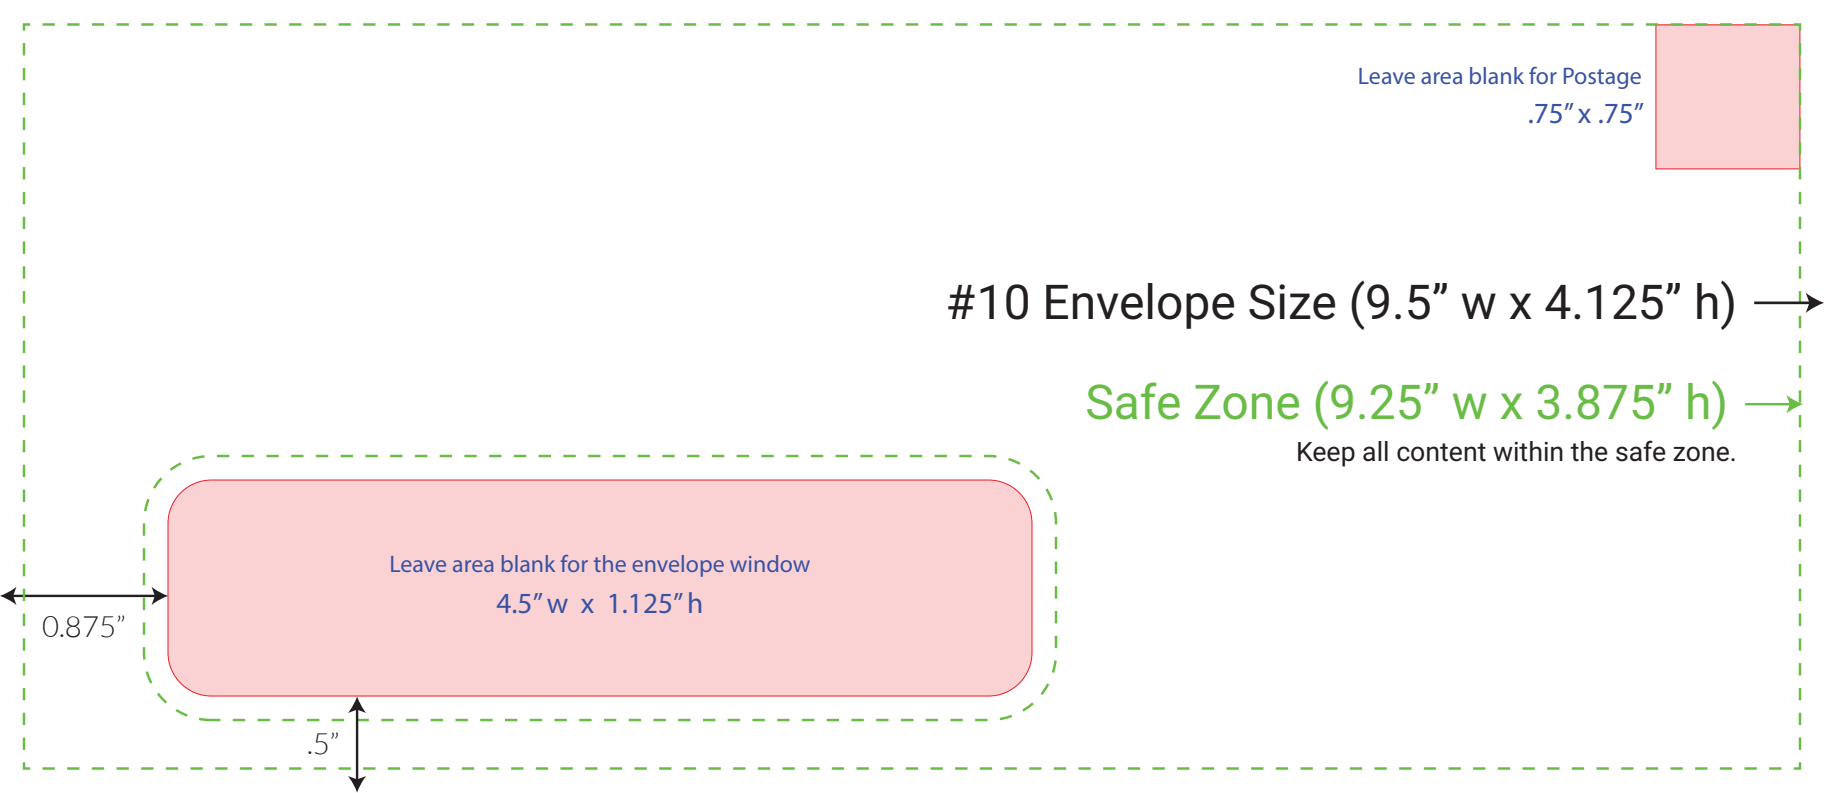 Leave area blank for Postage
.75” x .75”
#10 Envelope Size (9.5” w x 4.125” h)
Safe Zone (9.25” w x 3.875” h)
Keep all content within the safe zone.
Leave area blank for the envelope window
4.5” w x 1.125” h
0.875”
.5”